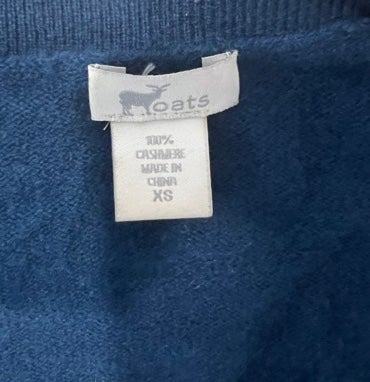 oats
100%
CASHMERE
MADE IN
CHINA
XS